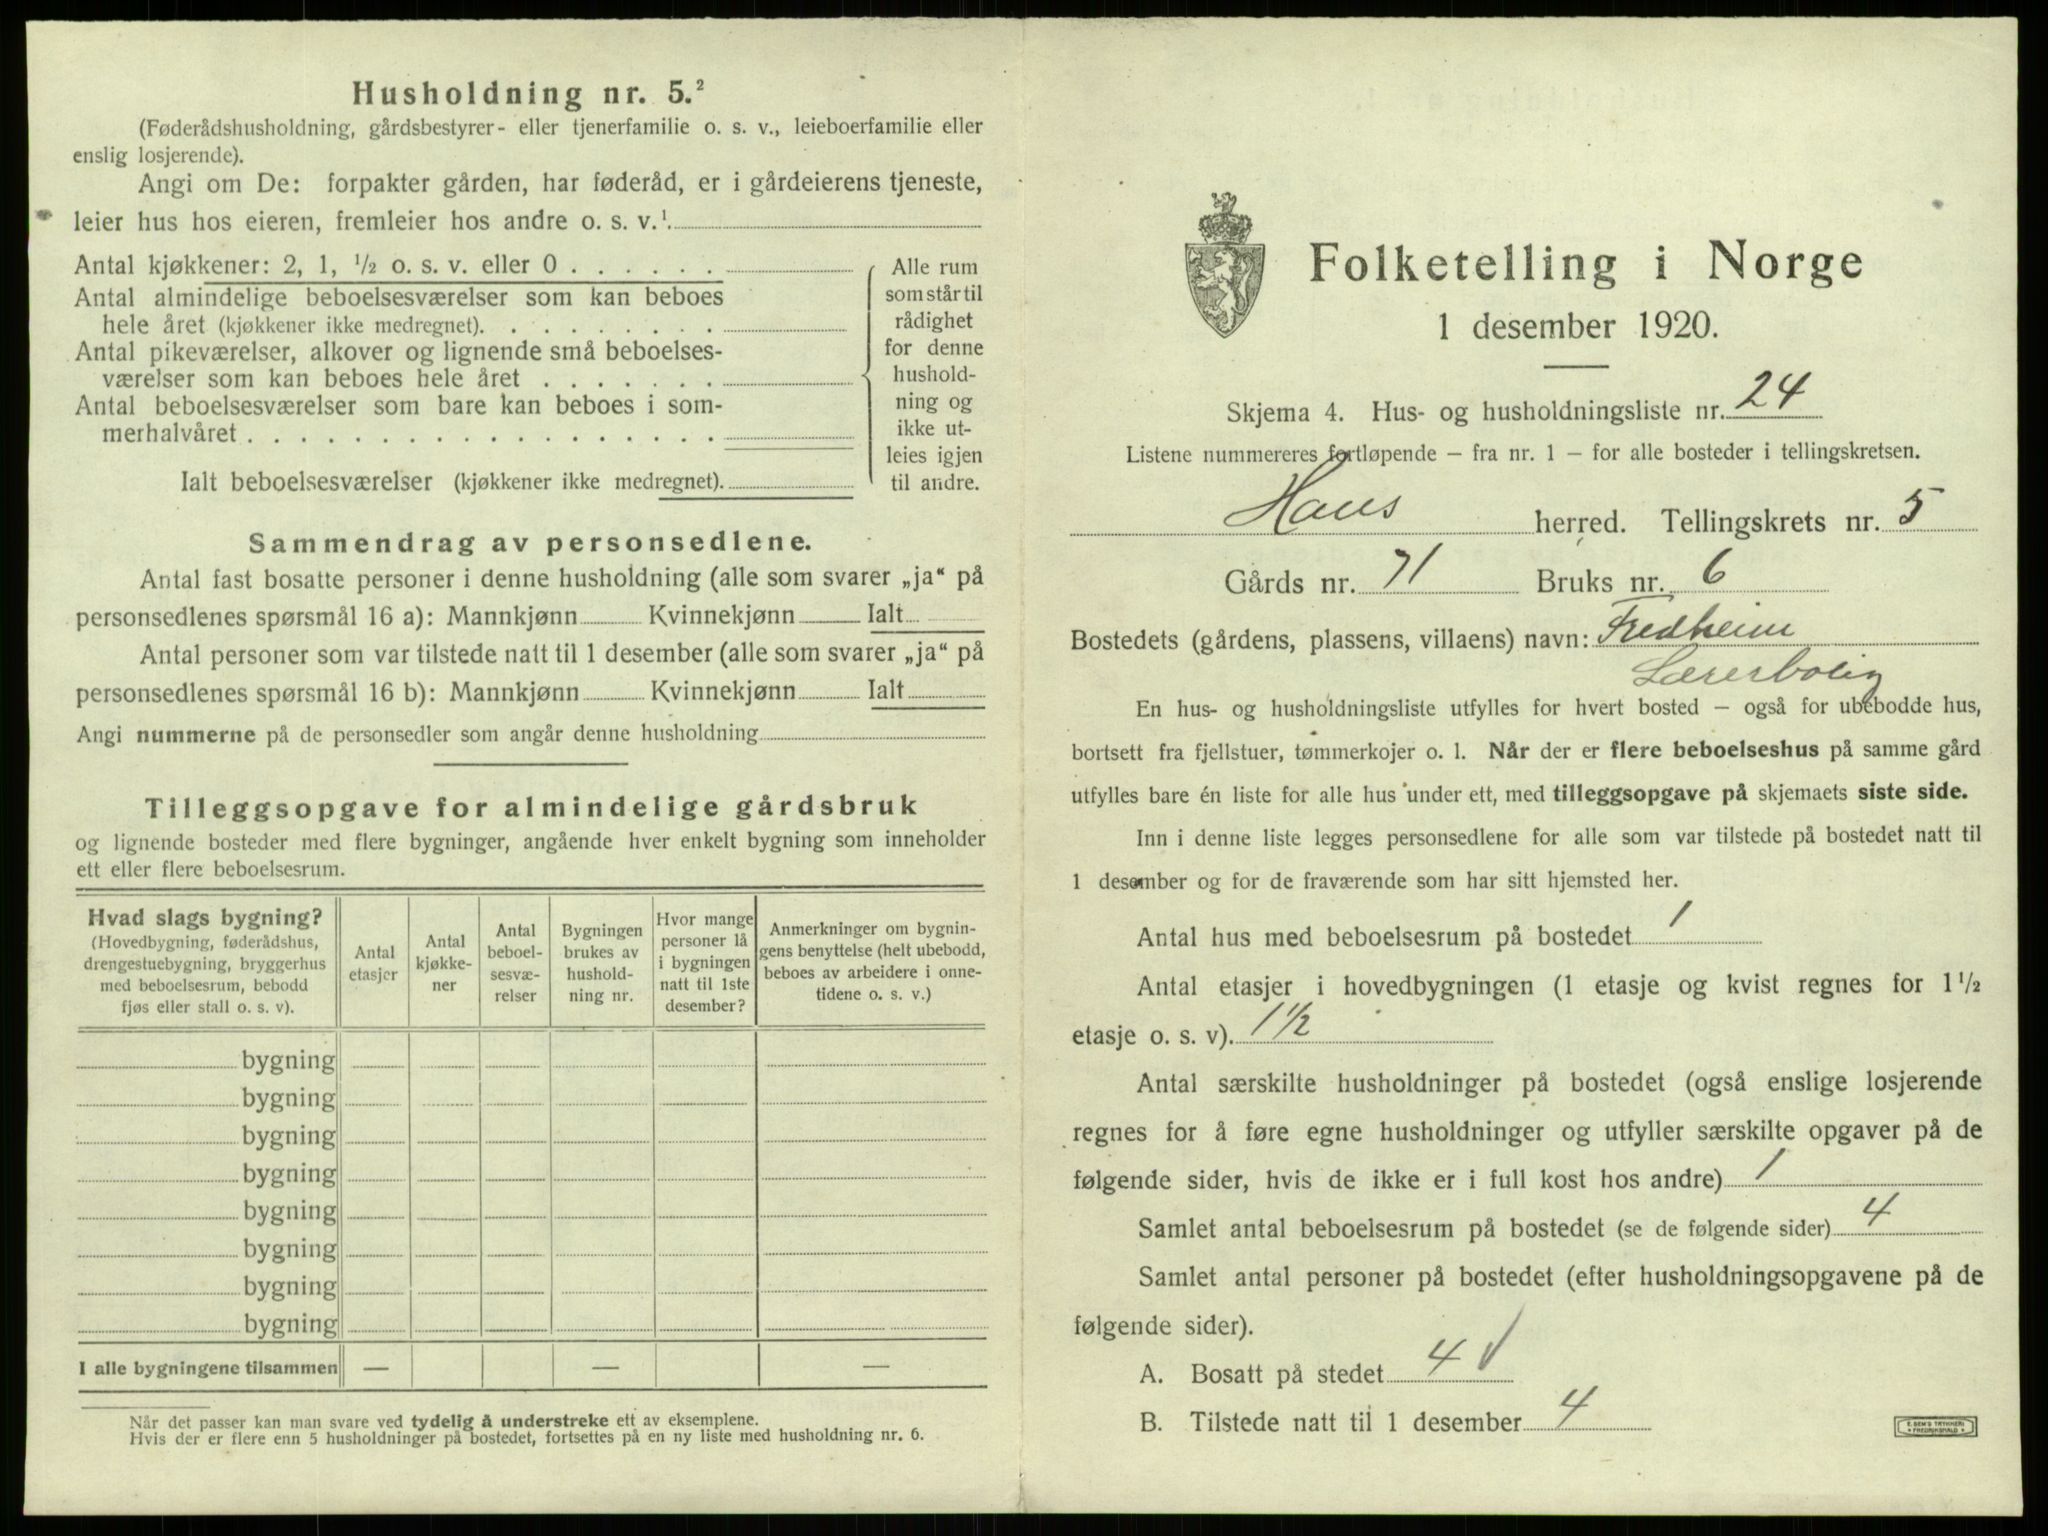 Husholdning nr. 5.²
(Føderådshusholdning, gårdsbestyrer- eller tjenerfamilie o. s. v., leieboerfamilie eller
enslig losjerende).
Angi om De: forpakter gården, har føderåd, er i gårdeierens tjeneste,
leier hus hos eieren, fremleier hos andre o. s. v.¹
Antal kjøkkener: 2, 1, ½ o. s. v. eller 0
Antal almindelige beboelsesværelser som kan beboes
hele året (kjøkkener ikke medregnet).
Antal pikeværelser, alkover og lignende små beboelses-
værelser som kan beboes hele året
Antal beboelsesværelser som bare kan beboes i som-
merhalvåret
Ialt beboelsesværelser (kjøkkener ikke medregnet).
Alle rum
som står til
rådighet
for denne
hushold-
ning og
ikke ut-
leies igjen
til andre.
Sammendrag av personsedlene.
Antal fast bosatte personer i denne husholdning (alle som svarer „ja“ på
personsedlenes spørsmål 16 a): Mannkjønn Kvinnekjønn Ialt
Antal personer som var tilstede natt til 1 desember (alle som svarer „ja“ på
personsedlenes spørsmål 16 b): Mannkjønn Kvinnekjønn Ialt
Angi nummerne på de personsedler som angår denne husholdning
Tilleggsopgave for almindelige gårdsbruk
og lignende bosteder med flere bygninger, angående hver enkelt bygning som inneholder
ett eller flere beboelsesrum.
Hvad slags bygning?
(Hovedbygning, føderådshus,
drengestuebygning, bryggerhus
med beboelsesrum, bebodd
fjøs eller stall o. s. v).
Antal
etasjer
Antal
kjøkke-
ner
Antal
beboel-
sesvæ-
relser
Bygningen
brukes av
hushold-
ning nr.
Hvor mange
personer lå
i bygningen
natt til 1ste
desember?
Anmerkninger om bygnin-
gens benyttelse (helt ubebodd,
beboes av arbeidere i onne-
tidene o. s. v.)
bygning
bygning
bygning
bygning
bygning
bygning
bygning
bygning
I alle bygningene tilsammen — — —
Når det passer kan man svare ved tydelig å understreke ett av eksemplene.
Hvis der er flere enn 5 husholdninger på bostedet, fortsettes på en ny liste med husholdning nr. 6.
Folketelling i Norge
1 desember 1920.
Skjema 4. Hus- og husholdningsliste nr. 24
Listene nummereres fortløpende – fra nr. 1 – for alle bosteder i tellingskretsen.
Haus herred. Tellingskrets nr. 5
Gårds nr. 71 Bruks nr. 6
Bostedets (gårdens, plassens, villaens) navn: Fredheim
Lærerbolig
En hus- og husholdningsliste utfylles for hvert bosted – også for ubebodde hus,
bortsett fra fjellstuer, tømmerkojer o. l. Når der er flere beboelseshus på samme gård
utfylles bare én liste for alle hus under ett, med tilleggsopgave på skjemaets siste side.
Inn i denne liste legges personsedlene for alle som var tilstede på bostedet natt til
1 desember og for de fraværende som har sitt hjemsted her.
Antal hus med beboelsesrum på bostedet 1
Antal etasjer i hovedbygningen (1 etasje og kvist regnes for 1½
etasje o. s. v). 1½
Antal særskilte husholdninger på bostedet (også enslige losjerende
regnes for å føre egne husholdninger og utfyller særskilte opgaver på de
følgende sider, hvis de ikke er i full kost hos andre) 1
Samlet antal beboelsesrum på bostedet (se de følgende sider) 4
Samlet antal personer på bostedet (efter husholdningsopgavene på de
følgende sider).
A. Bosatt på stedet 4 √
B. Tilstede natt til 1 desember 4
E. SEM'S TRYKKERI
* FREDRIKSHALD *